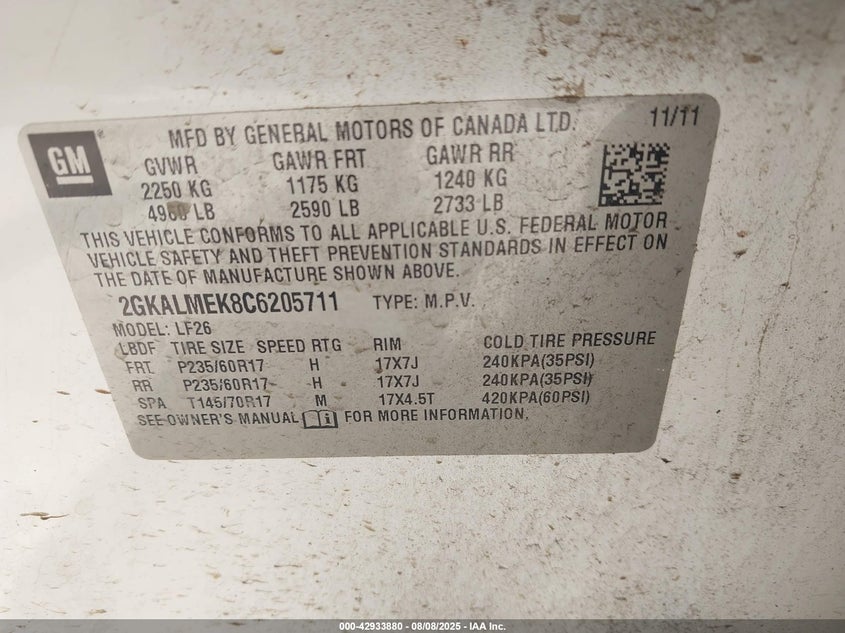 MFD BY GENERAL MOTORS OF CANADA LTD. 11/11
GM
GVWR GAWR FRT GAWR RR
2250 KG 1175 KG 1240 KG
4960 LB 2590 LB 2733 LB
THIS VEHICLE CONFORMS TO ALL APPLICABLE U.S. FEDERAL MOTOR
VEHICLE SAFETY AND THEFT PREVENTION STANDARDS IN EFFECT ON
THE DATE OF MANUFACTURE SHOWN ABOVE.
2GKALMEK8C6205711 TYPE: M.P.V.
MODEL: LF26
LBDF TIRE SIZE SPEED RTG RIM COLD TIRE PRESSURE
FRT P235/60R17 H 17X7J 240KPA(35PSI)
RR P235/60R17 H 17X7J 240KPA(35PSI)
SPA T145/70R17 M 17X4.5T 420KPA(60PSI)
SEE OWNER'S MANUAL FOR MORE INFORMATION.
000-42933880 - 08/08/2025 - IAA Inc.